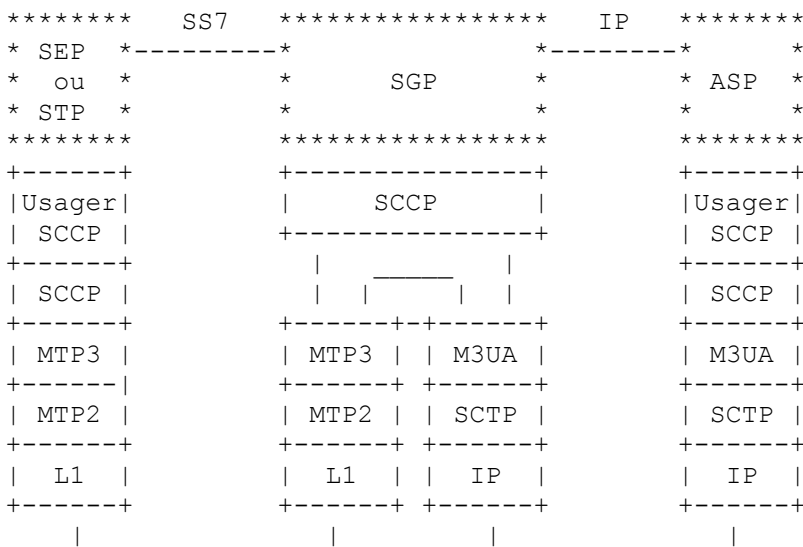 ********   SS7   *****************   IP   ********
* SEP  *---------*               *--------*      *
*  ou  *         *      SGP      *        * ASP  *
* STP  *         *               *        *      *
********         *****************        ********
+------+         +---------------+        +------+
|Usager|         |     SCCP      |        |Usager|
| SCCP |         +---------------+        | SCCP |
+------+           |   _____   |          +------+
| SCCP |           |  |     |  |          | SCCP |
+------+         +------+-+------+        +------+
| MTP3 |         | MTP3 | | M3UA |        | M3UA |
+------|         +------+ +------+        +------+
| MTP2 |         | MTP2 | | SCTP |        | SCTP |
+------+         +------+ +------+        +------+
|  L1  |         |  L1  | |  IP  |        |  IP  |
+------+         +------+ +------+        +------+
    |               |         |              |